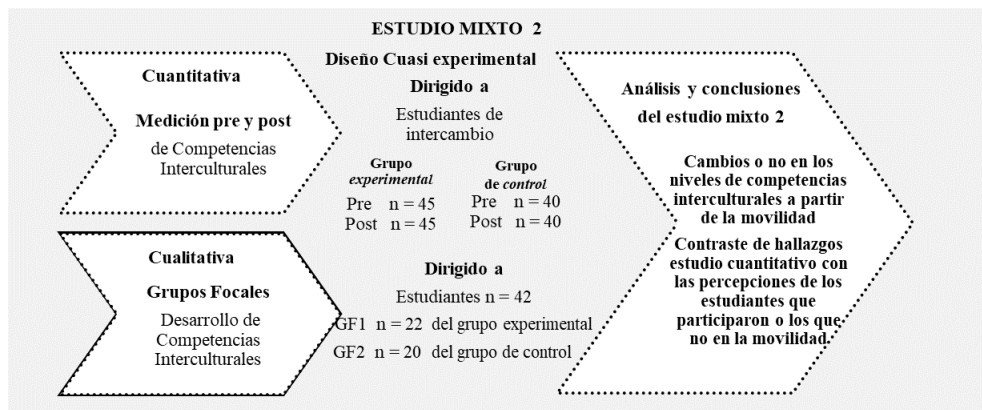 ESTUDIO MIXTO 2
Cuantitativa
Medición pre y post
de Competencias
Interculturales
Diseño Cuasi experimental
Dirigido a
Estudiantes de
intercambio
Grupo
experimental
Pre n = 45
Post n = 45
Grupo
de control
Pre n = 40
Post n = 40
Cualitativa
Grupos Focales
Desarrollo de
Competencias
Interculturales
Dirigido a
Estudiantes n = 42
GF1 n = 22 del grupo experimental
GF2 n = 20 del grupo de control
Análisis y conclusiones
del estudio mixto 2
Cambios o no en los
niveles de competencias
interculturales a partir
de la movilidad
Contraste de hallazgos
estudio cuantitativo con
las percepciones de los
estudiantes que
participaron o los que
no en la movilidad.